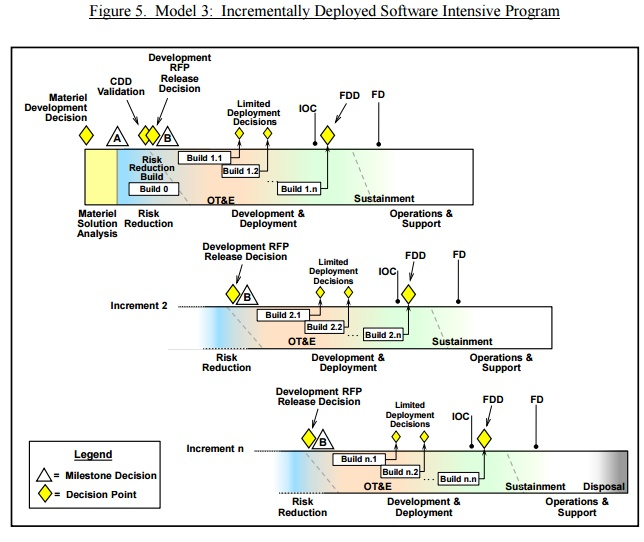 Figure 5. Model 3: Incrementally Deployed Software Intensive Program
Development
RFP
Release
Decision
CDD
Validation
Materiel
Development
Decision
A
B
Limited
Deployment
Decisions
IOC
FDD
FD
Risk
Reduction
Build
Build 0
Build 1.1
Build 1.2
...
Build 1.n
OT&E
Sustainment
Materiel
Solution
Analysis
Risk
Reduction
Development &
Deployment
Operations &
Support
Development RFP
Release Decision
B
Limited
Deployment
Decisions
IOC
FDD
FD
Increment 2
Build 2.1
Build 2.2
...
Build 2.n
OT&E
Sustainment
Risk
Reduction
Development &
Deployment
Operations &
Support
Development RFP
Release Decision
B
Limited
Deployment
Decisions
IOC
FDD
FD
Increment n
Build n.1
Build n.2
...
Build n.n
OT&E
Sustainment
Disposal
Risk
Reduction
Development &
Deployment
Operations &
Support
Legend
= Milestone Decision
= Decision Point